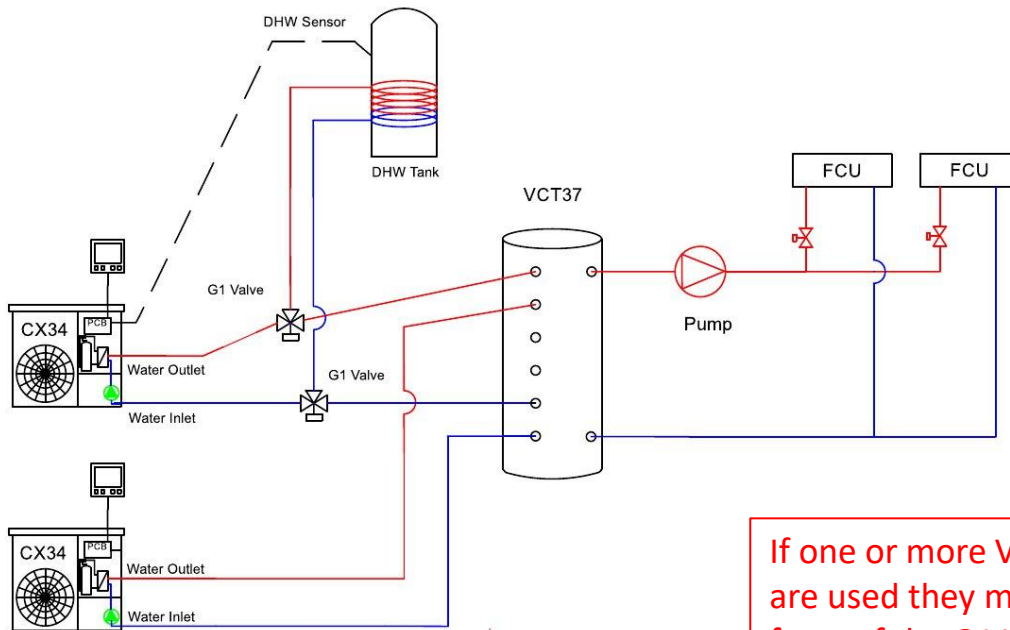 DHW Sensor
DHW Tank
VCT37
FCU
FCU
G1 Valve
Pump
PCB
CX34
Water Outlet
G1 Valve
Water Inlet
PCB
CX34
Water Outlet
Water Inlet
If one or more V
are used they m